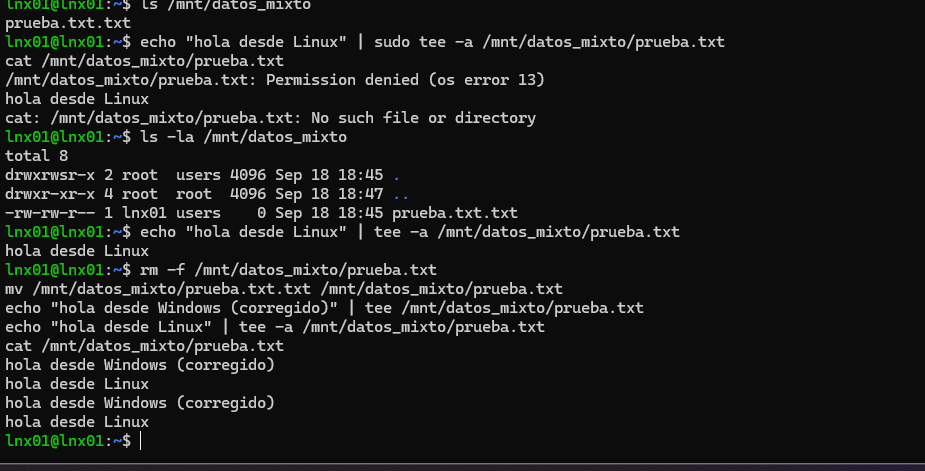 lnx01@lnx01:~$ ls /mnt/datos_mixto
prueba.txt.txt
lnx01@lnx01:~$ echo "hola desde Linux" | sudo tee -a /mnt/datos_mixto/prueba.txt
cat /mnt/datos_mixto/prueba.txt
/mnt/datos_mixto/prueba.txt: Permission denied (os error 13)
hola desde Linux
cat: /mnt/datos_mixto/prueba.txt: No such file or directory
lnx01@lnx01:~$ ls -la /mnt/datos_mixto
total 8
drwxrwsr-x 2 root  users 4096 Sep 18 18:45 .
drwxr-xr-x 4 root  root  4096 Sep 18 18:47 ..
-rw-rw-r-- 1 lnx01 users    0 Sep 18 18:45 prueba.txt.txt
lnx01@lnx01:~$ echo "hola desde Linux" | tee -a /mnt/datos_mixto/prueba.txt
hola desde Linux
lnx01@lnx01:~$ rm -f /mnt/datos_mixto/prueba.txt
mv /mnt/datos_mixto/prueba.txt.txt /mnt/datos_mixto/prueba.txt
echo "hola desde Windows (corregido)" | tee /mnt/datos_mixto/prueba.txt
echo "hola desde Linux" | tee -a /mnt/datos_mixto/prueba.txt
cat /mnt/datos_mixto/prueba.txt
hola desde Windows (corregido)
hola desde Linux
hola desde Windows (corregido)
hola desde Linux
lnx01@lnx01:~$